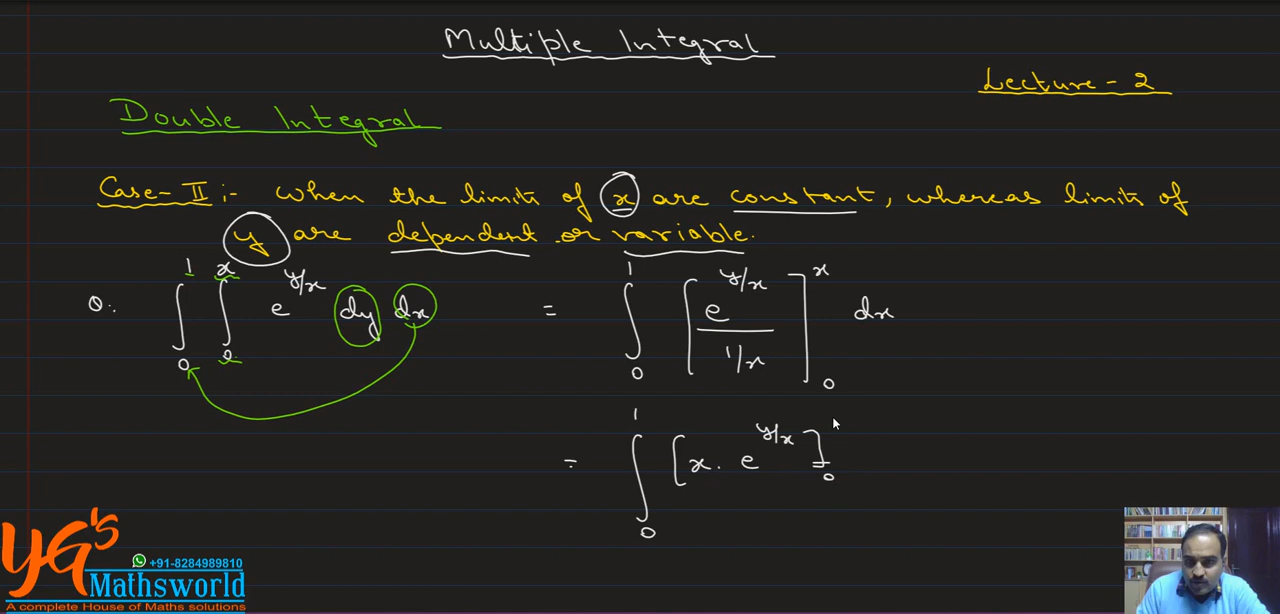 Multiple Integral
Lecture - 2
Double Integral
Case-II :- When the limits of x are constant, whereas limits of
y are dependent or variable.
Q. ∫₀¹ ∫₀ˣ e^{y/x} dy dx = ∫₀¹ [e^{y/x} / 1/x]₀ˣ dx
= ∫₀¹ [x. e^{y/x}]₀
YG's
+91-8284989810
Mathsworld
A complete House of Maths solutions